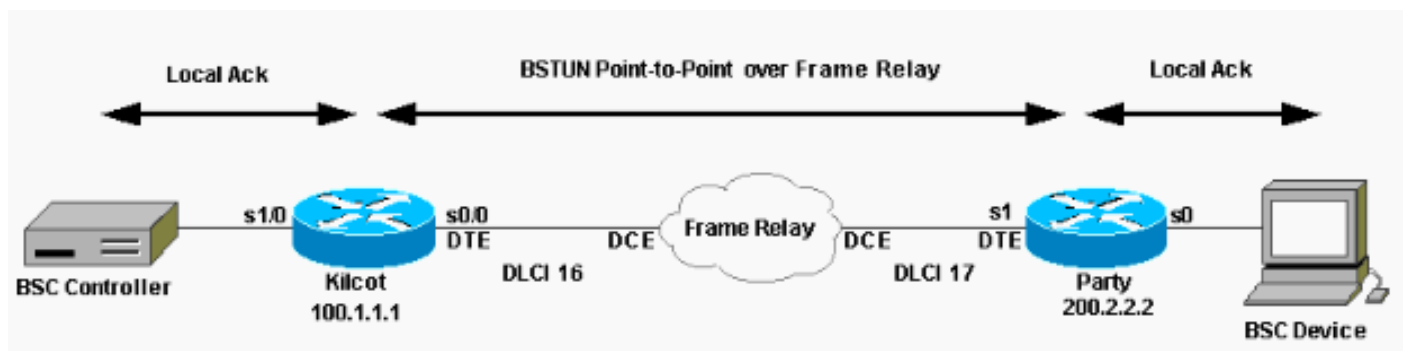 Local Ack
BSTUN Point-to-Point over Frame Relay
Local Ack
s1/0
s0/0
DTE
DCE
Frame Relay
DCE
s1
DTE
s0
DLCI 16
DLCI 17
BSC Controller
Kilcot
100.1.1.1
Party
200.2.2.2
BSC Device